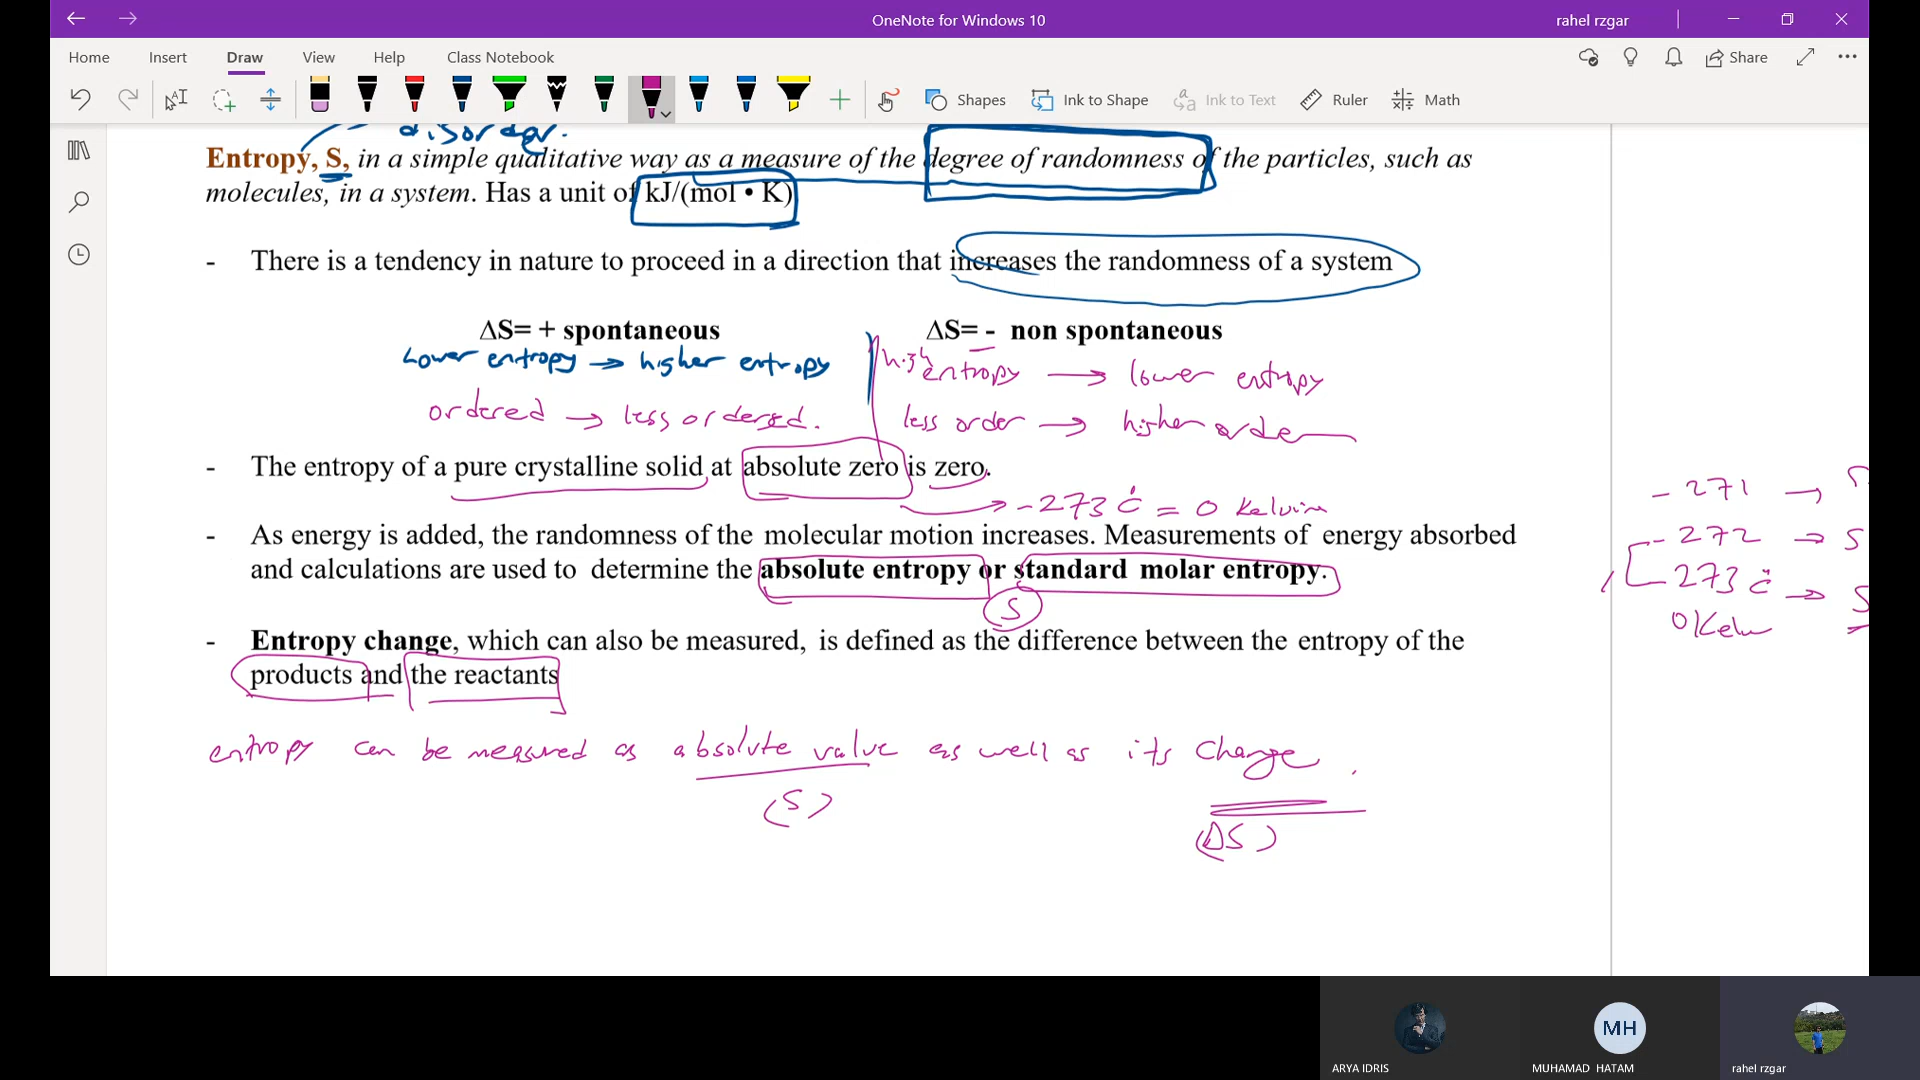 OneNote for Windows 10
rahel rzgar
Home Insert Draw View Help Class Notebook
Share
Shapes Ink to Shape Ink to Text Ruler Math
disorder.
Entropy, S, in a simple qualitative way as a measure of the degree of randomness of the particles, such as
molecules, in a system. Has a unit of kJ/(mol • K)
- There is a tendency in nature to proceed in a direction that increases the randomness of a system
ΔS= + spontaneous ΔS= - non spontaneous
Lower entropy → higher entropy
high entropy → lower entropy
ordered → less ordered.
less order → higher order
- The entropy of a pure crystalline solid at absolute zero is zero.
→ -273 C = 0 Kelvin
- As energy is added, the randomness of the molecular motion increases. Measurements of energy absorbed
and calculations are used to determine the absolute entropy or standard molar entropy.
S
- Entropy change, which can also be measured, is defined as the difference between the entropy of the
products and the reactants
entropy can be measured as absolute value as well as its change.
(S)
(ΔS)
- 271 → S
- 272 → S
- 273 C → S
0 Kelv
ARYA IDRIS
MH
MUHAMAD HATAM
rahel rzgar